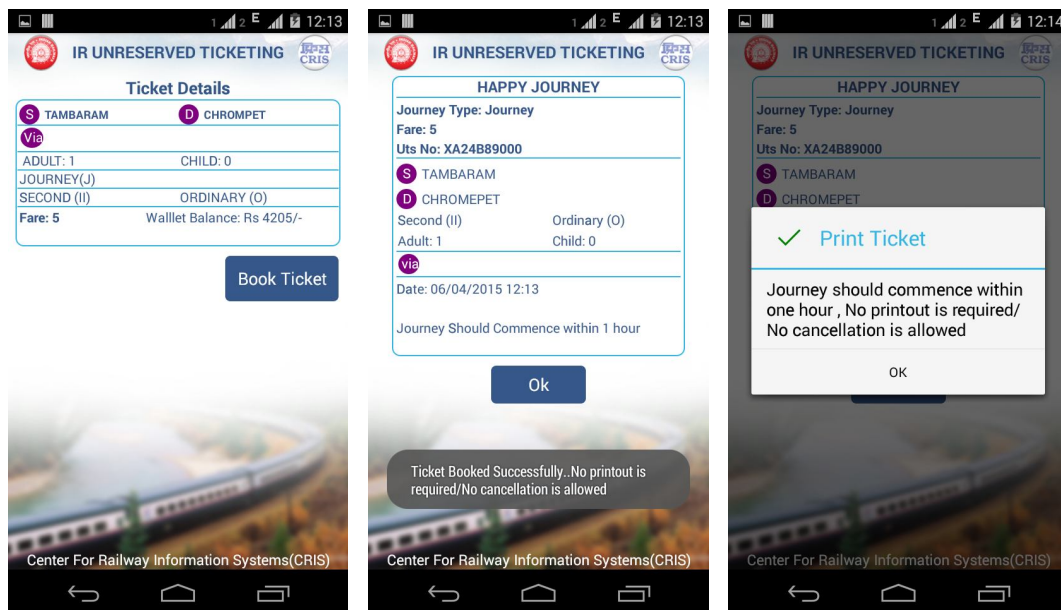 1 2 E 12:13
IR UNRESERVED TICKETING
CRIS
Ticket Details
S TAMBARAM D CHROMPET
Via
ADULT: 1 CHILD: 0
JOURNEY(J)
SECOND (II) ORDINARY (O)
Fare: 5 Walllet Balance: Rs 4205/-
Book Ticket
Center For Railway Information Systems(CRIS)
1 2 E 12:13
IR UNRESERVED TICKETING
CRIS
HAPPY JOURNEY
Journey Type: Journey
Fare: 5
Uts No: XA24B89000
S TAMBARAM
D CHROMEPET
Second (II) Ordinary (O)
Adult: 1 Child: 0
via
Date: 06/04/2015 12:13
Journey Should Commence within 1 hour
Ok
Ticket Booked Successfully..No printout is
required/No cancellation is allowed
Center For Railway Information Systems(CRIS)
1 2 E 12:14
IR UNRESERVED TICKETING
CRIS
HAPPY JOURNEY
Journey Type: Journey
Fare: 5
Uts No: XA24B89000
S TAMBARAM
D CHROMEPET
Print Ticket
Journey should commence within
one hour , No printout is required/
No cancellation is allowed
OK
Center For Railway Information Systems(CRIS)